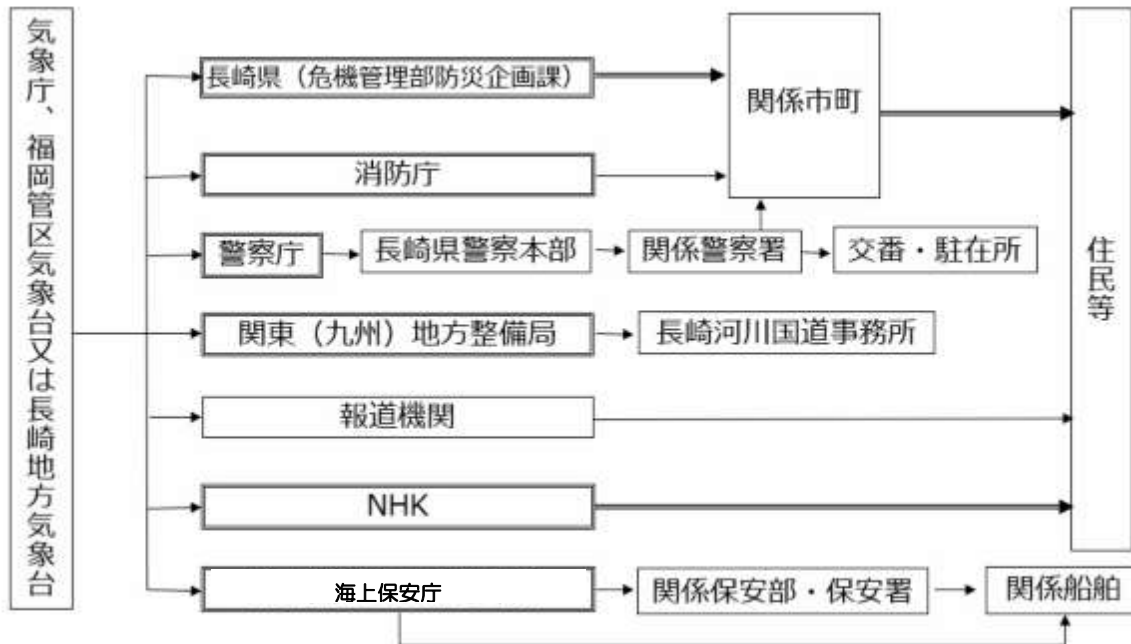 気象庁、福岡管区気象台又は長崎地方気象台
長崎県（危機管理部防災企画課）
関係市町
消防庁
警察庁
長崎県警察本部
関係警察署
交番・駐在所
関東（九州）地方整備局
長崎河川国道事務所
報道機関
NHK
海上保安庁
関係保安部・保安署
関係船舶
住民等